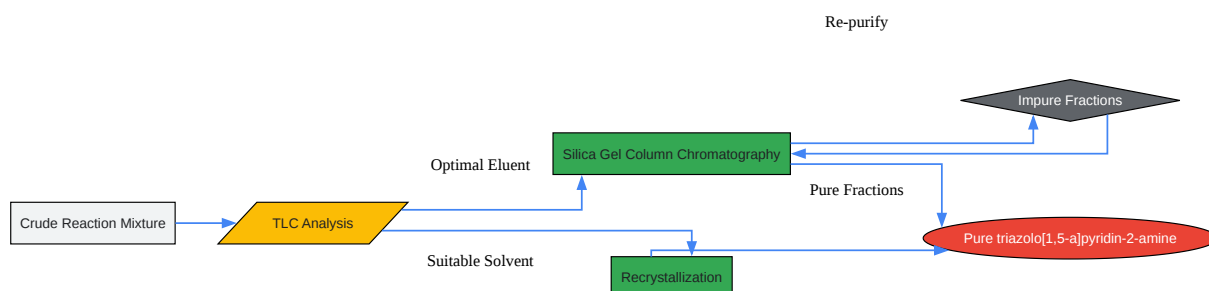 Re-purify
Impure Fractions
Silica Gel Column Chromatography
Optimal Eluent
Pure Fractions
Crude Reaction Mixture
TLC Analysis
Pure triazolo[1,5-a]pyridin-2-amine
Suitable Solvent
Recrystallization